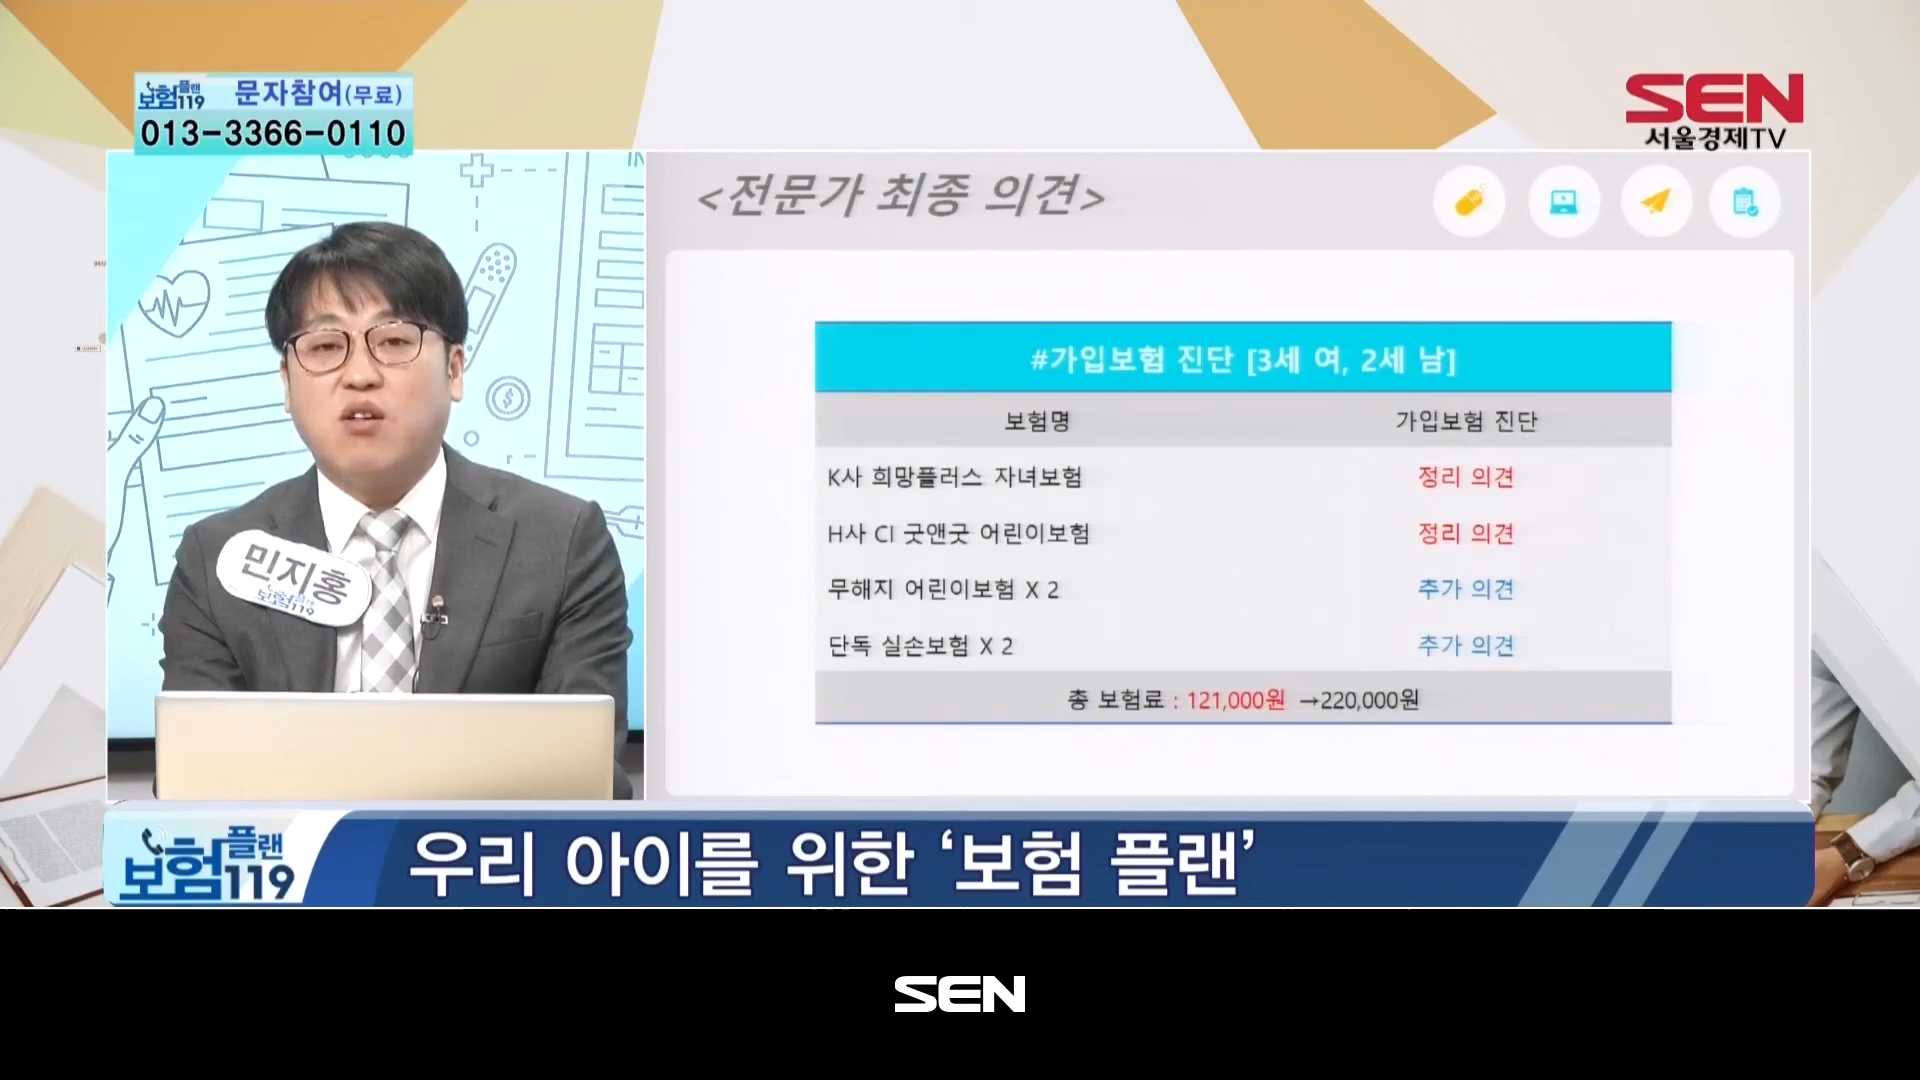 보험플랜119 문자참여(무료)
013-3366-0110
SEN
서울경제TV
<전문가 최종 의견>
#가입보험 진단 [3세 여, 2세 남]
보험명 가입보험 진단
K사 희망플러스 자녀보험 정리 의견
H사 CI 굿앤굿 어린이보험 정리 의견
무해지 어린이보험 X 2 추가 의견
단독 실손보험 X 2 추가 의견
총 보험료 : 121,000원 →220,000원
민지홍
보험플랜119
보험플랜119
우리 아이를 위한 ‘보험 플랜’
SEN